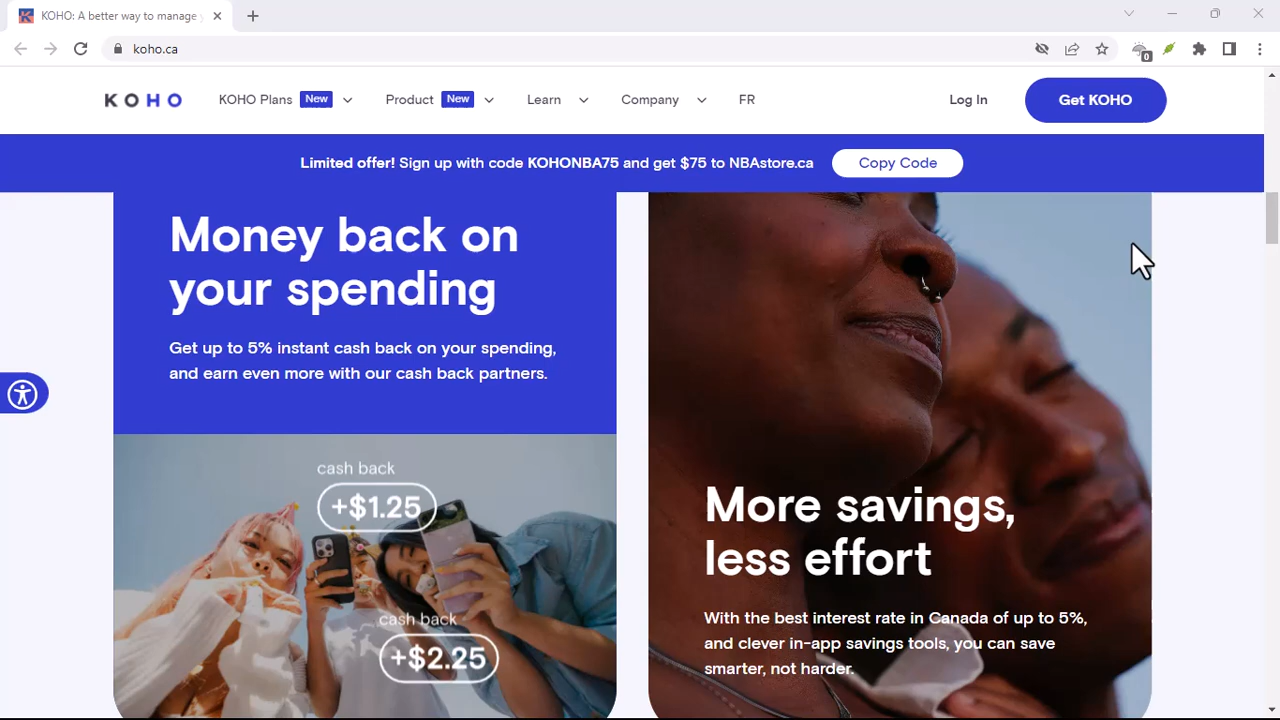 KOHO: A better way to manage
koho.ca
0
KOHO
KOHO Plans New
Product New
Learn
Company
FR
Log In
Get KOHO
Limited offer! Sign up with code KOHONBA75 and get $75 to NBAstore.ca
Copy Code
Money back on
your spending
Get up to 5% instant cash back on your spending,
and earn even more with our cash back partners.
cash back
+$1.25
cash back
+$2.25
More savings,
less effort
With the best interest rate in Canada of up to 5%,
and clever in-app savings tools, you can save
smarter, not harder.